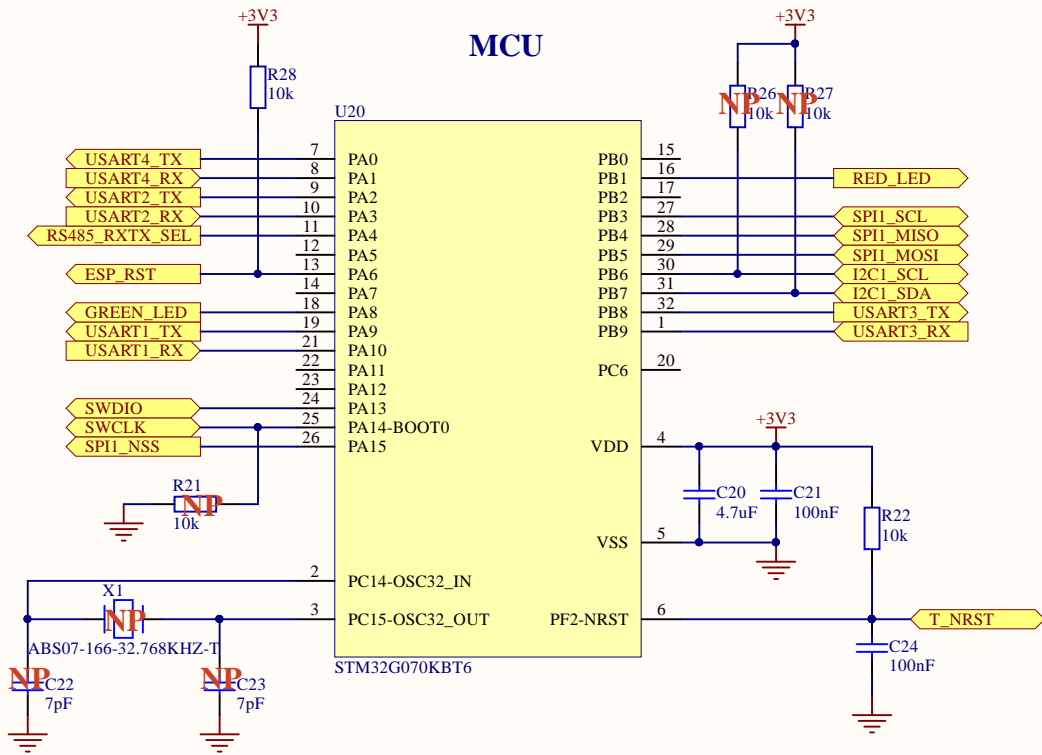 +3V3
+3V3
MCU
R28
10k
NP
R26
10k
NP
R27
10k
U20
USART4_TX
7
PA0
USART4_RX
8
PA1
USART2_TX
9
PA2
USART2_RX
10
PA3
RS485_RXTX_SEL
11
PA4
12
PA5
ESP_RST
13
PA6
14
PA7
GREEN_LED
18
PA8
USART1_TX
19
PA9
USART1_RX
21
PA10
22
PA11
23
PA12
SWDIO
24
PA13
SWCLK
25
PA14-BOOT0
SPI1_NSS
26
PA15
PB0
15
PB1
16
RED_LED
PB2
17
PB3
27
SPI1_SCL
PB4
28
SPI1_MISO
PB5
29
SPI1_MOSI
PB6
30
I2C1_SCL
PB7
31
I2C1_SDA
PB8
32
USART3_TX
PB9
1
USART3_RX
PC6
20
+3V3
VDD
4
R21
NP
10k
C20
4.7uF
C21
100nF
R22
10k
VSS
5
2
PC14-OSC32_IN
X1
NP
ABS07-166-32.768KHZ-T
3
PC15-OSC32_OUT
PF2-NRST
6
T_NRST
C24
100nF
NP
C22
7pF
NP
C23
7pF
STM32G070KBT6